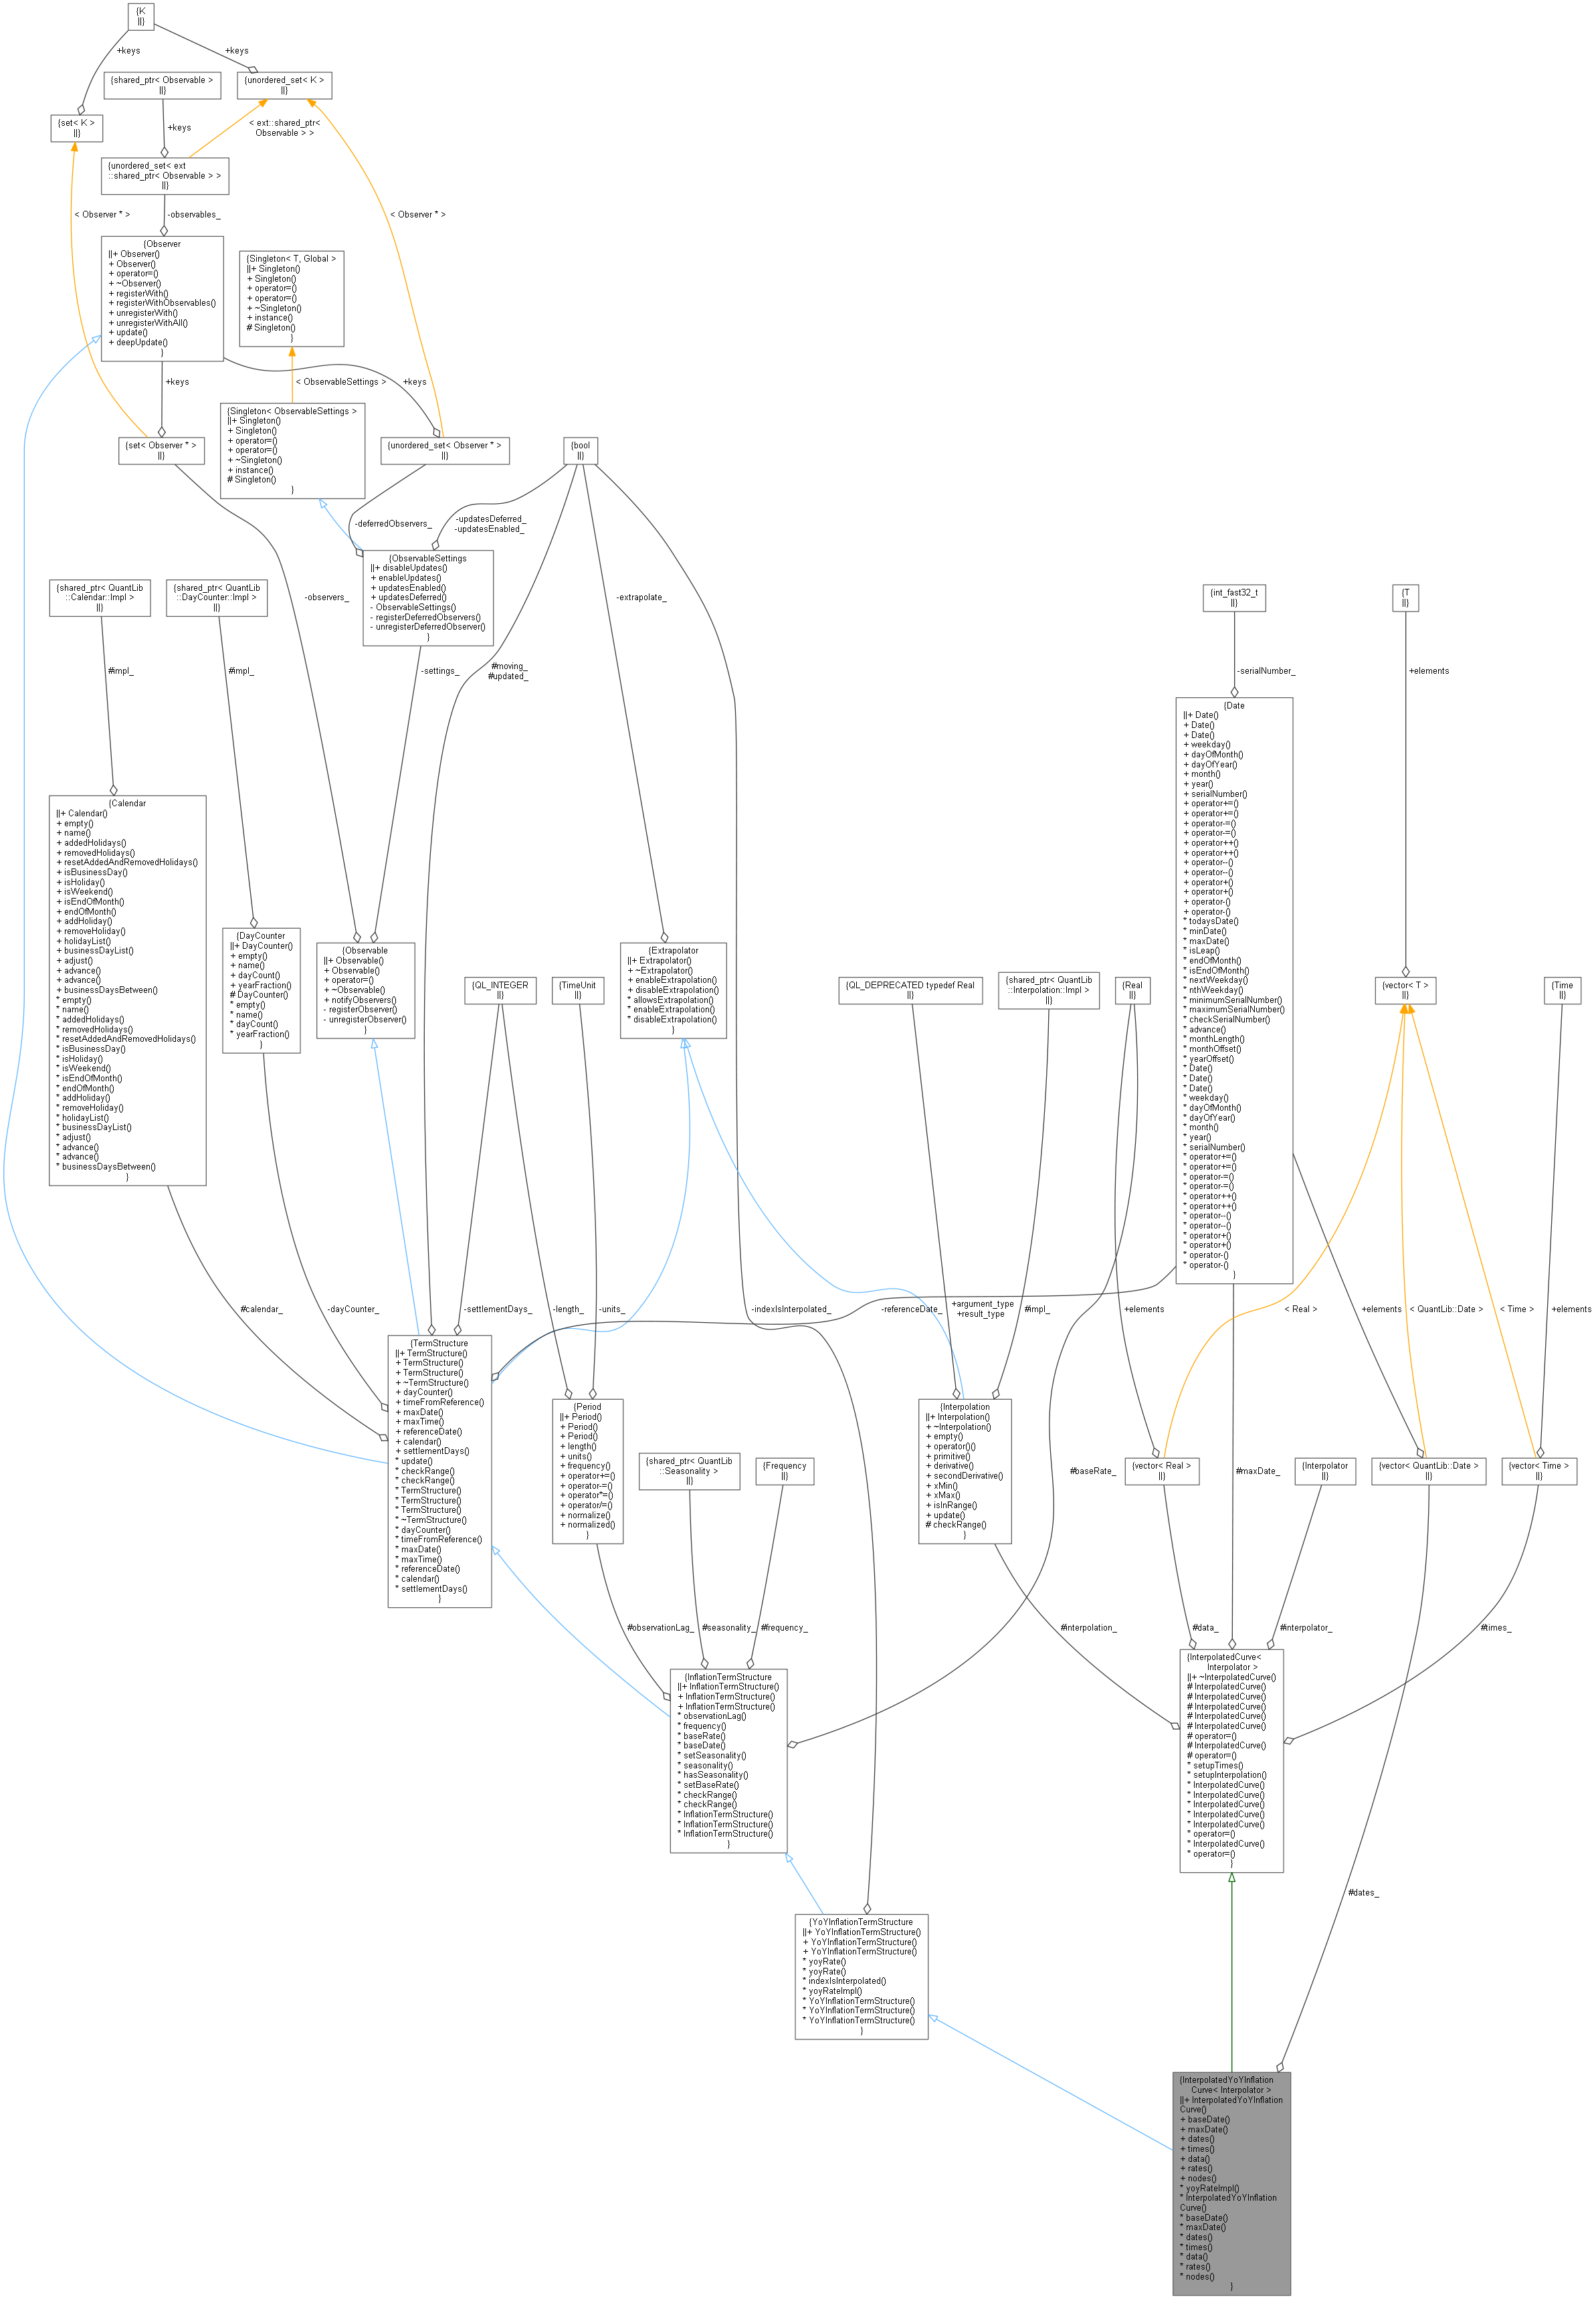 {K
||}
+keys
+keys
{shared_ptr< Observable >
||}
{unordered_set< K >
||}
{set< K >
||}
+keys
< ext::shared_ptr<
Observable > >
{unordered_set< ext
::shared_ptr< Observable > >
||}
< Observer * >
-observables_
< Observer * >
{Observer
||+ Observer()
+ Observer()
+ operator=()
+ ~Observer()
+ registerWith()
+ registerWithObservables()
+ unregisterWith()
+ unregisterWithAll()
+ update()
+ deepUpdate()
}
{Singleton< T, Global >
||+ Singleton()
+ Singleton()
+ operator=()
+ operator=()
+ ~Singleton()
+ instance()
# Singleton()
}
+keys
< ObservableSettings >
+keys
{Singleton< ObservableSettings >
||+ Singleton()
+ Singleton()
+ operator=()
+ operator=()
+ ~Singleton()
+ instance()
# Singleton()
}
{set< Observer * >
||}
{unordered_set< Observer * >
||}
{bool
||}
-deferredObservers_
-updatesDeferred_
-updatesEnabled_
{ObservableSettings
||+ disableUpdates()
+ enableUpdates()
+ updatesEnabled()
+ updatesDeferred()
- ObservableSettings()
- registerDeferredObservers()
- unregisterDeferredObserver()
}
{shared_ptr< QuantLib
::Calendar::Impl >
||}
{shared_ptr< QuantLib
::DayCounter::Impl >
||}
-observers_
-extrapolate_
{int_fast32_t
||}
{T
||}
#impl_
#impl_
-settings_
#moving_
#updated_
-serialNumber_
+elements
{Date
||+ Date()
+ Date()
+ Date()
+ weekday()
+ dayOfMonth()
+ dayOfYear()
+ month()
+ year()
+ serialNumber()
+ operator+=()
+ operator+=()
+ operator-=()
+ operator-=()
+ operator++()
+ operator++()
+ operator--()
+ operator--()
+ operator+()
+ operator+()
+ operator-()
+ operator-()
* todaysDate()
* minDate()
* maxDate()
* isLeap()
* endOfMonth()
* isEndOfMonth()
* nextWeekday()
* nthWeekday()
* minimumSerialNumber()
* maximumSerialNumber()
* checkSerialNumber()
* advance()
* monthLength()
* monthOffset()
* yearOffset()
* Date()
* Date()
* Date()
* weekday()
* dayOfMonth()
* dayOfYear()
* month()
* year()
* serialNumber()
* operator+=()
* operator+=()
* operator-=()
* operator-=()
* operator++()
* operator++()
* operator--()
* operator--()
* operator+()
* operator+()
* operator-()
* operator-()
}
{Calendar
||+ Calendar()
+ empty()
+ name()
+ addedHolidays()
+ removedHolidays()
+ resetAddedAndRemovedHolidays()
+ isBusinessDay()
+ isHoliday()
+ isWeekend()
+ isEndOfMonth()
+ endOfMonth()
+ addHoliday()
+ removeHoliday()
+ holidayList()
+ businessDayList()
+ adjust()
+ advance()
+ advance()
+ businessDaysBetween()
* empty()
* name()
* addedHolidays()
* removedHolidays()
* resetAddedAndRemovedHolidays()
* isBusinessDay()
* isHoliday()
* isWeekend()
* isEndOfMonth()
* endOfMonth()
* addHoliday()
* removeHoliday()
* holidayList()
* businessDayList()
* adjust()
* advance()
* advance()
* businessDaysBetween()
}
{DayCounter
||+ DayCounter()
+ empty()
+ name()
+ dayCount()
+ yearFraction()
# DayCounter()
* empty()
* name()
* dayCount()
* yearFraction()
}
{Observable
||+ Observable()
+ Observable()
+ operator=()
+ ~Observable()
+ notifyObservers()
- registerObserver()
- unregisterObserver()
}
{Extrapolator
||+ Extrapolator()
+ ~Extrapolator()
+ enableExtrapolation()
+ disableExtrapolation()
* allowsExtrapolation()
* enableExtrapolation()
* disableExtrapolation()
}
{QL_INTEGER
||}
{TimeUnit
||}
{QL_DEPRECATED typedef Real
||}
{shared_ptr< QuantLib
::Interpolation::Impl >
||}
{Real
||}
{vector< T >
||}
{Time
||}
#calendar_
-dayCounter_
-settlementDays_
-length_
-units_
-indexIsInterpolated_
-referenceDate_
+argument_type
+result_type
#impl_
+elements
< Real >
+elements
< QuantLib::Date >
< Time >
+elements
{TermStructure
||+ TermStructure()
+ TermStructure()
+ TermStructure()
+ ~TermStructure()
+ dayCounter()
+ timeFromReference()
+ maxDate()
+ maxTime()
+ referenceDate()
+ calendar()
+ settlementDays()
* update()
* checkRange()
* checkRange()
* TermStructure()
* TermStructure()
* TermStructure()
* ~TermStructure()
* dayCounter()
* timeFromReference()
* maxDate()
* maxTime()
* referenceDate()
* calendar()
* settlementDays()
}
{Period
||+ Period()
+ Period()
+ Period()
+ length()
+ units()
+ frequency()
+ operator+=()
+ operator-=()
+ operator*=()
+ operator/=()
+ normalize()
+ normalized()
}
{Interpolation
||+ Interpolation()
+ ~Interpolation()
+ empty()
+ operator()()
+ primitive()
+ derivative()
+ secondDerivative()
+ xMin()
+ xMax()
+ isInRange()
+ update()
# checkRange()
}
{shared_ptr< QuantLib
::Seasonality >
||}
{Frequency
||}
#baseRate_
{vector< Real >
||}
#maxDate_
{Interpolator
||}
{vector< QuantLib::Date >
||}
{vector< Time >
||}
#observationLag_
#seasonality_
#frequency_
#interpolation_
#data_
#interpolator_
#times_
{InflationTermStructure
||+ InflationTermStructure()
+ InflationTermStructure()
+ InflationTermStructure()
* observationLag()
* frequency()
* baseRate()
* baseDate()
* setSeasonality()
* seasonality()
* hasSeasonality()
* setBaseRate()
* checkRange()
* checkRange()
* InflationTermStructure()
* InflationTermStructure()
* InflationTermStructure()
}
{InterpolatedCurve<
Interpolator >
||+ ~InterpolatedCurve()
# InterpolatedCurve()
# InterpolatedCurve()
# InterpolatedCurve()
# InterpolatedCurve()
# InterpolatedCurve()
# operator=()
# InterpolatedCurve()
# operator=()
* setupTimes()
* setupInterpolation()
* InterpolatedCurve()
* InterpolatedCurve()
* InterpolatedCurve()
* InterpolatedCurve()
* InterpolatedCurve()
* operator=()
* InterpolatedCurve()
* operator=()
}
#dates_
{YoYInflationTermStructure
||+ YoYInflationTermStructure()
+ YoYInflationTermStructure()
+ YoYInflationTermStructure()
* yoyRate()
* yoyRate()
* indexIsInterpolated()
* yoyRateImpl()
* YoYInflationTermStructure()
* YoYInflationTermStructure()
* YoYInflationTermStructure()
}
{InterpolatedYoYInflation
Curve< Interpolator >
||+ InterpolatedYoYInflation
Curve()
+ baseDate()
+ maxDate()
+ dates()
+ times()
+ data()
+ rates()
+ nodes()
* yoyRateImpl()
* InterpolatedYoYInflation
Curve()
* baseDate()
* maxDate()
* dates()
* times()
* data()
* rates()
* nodes()
}